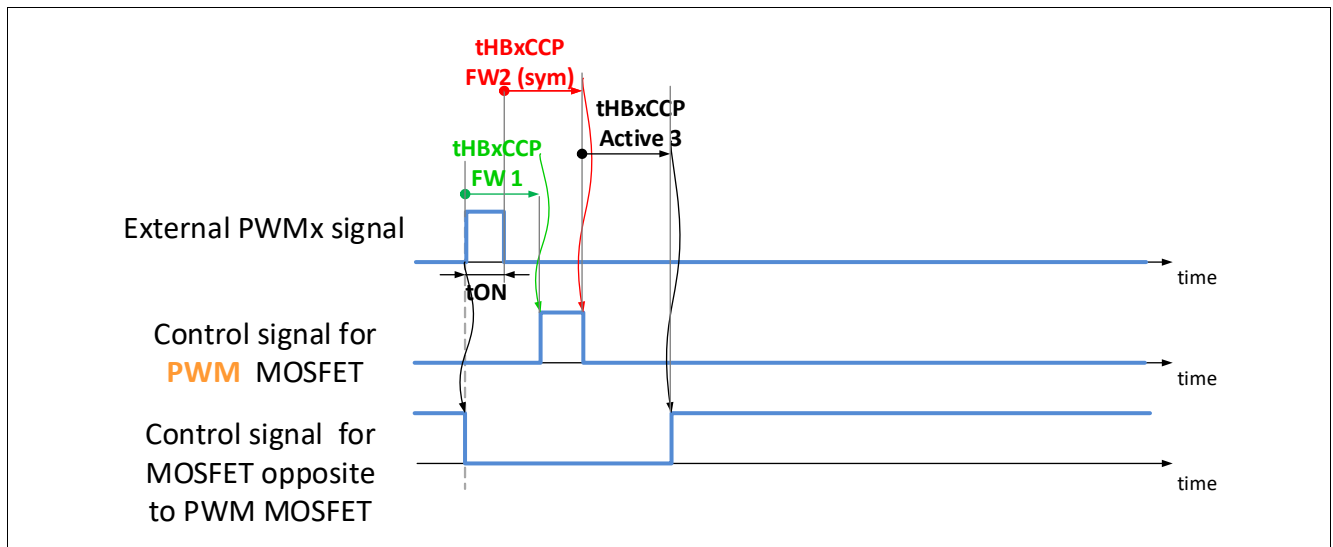 tHBxCCP
FW2 (sym)
tHBxCCP
Active 3
tHBxCCP
FW 1
External PWMx signal
time
tON
Control signal for
PWM MOSFET
time
Control signal for
MOSFET opposite
to PWM MOSFET
time